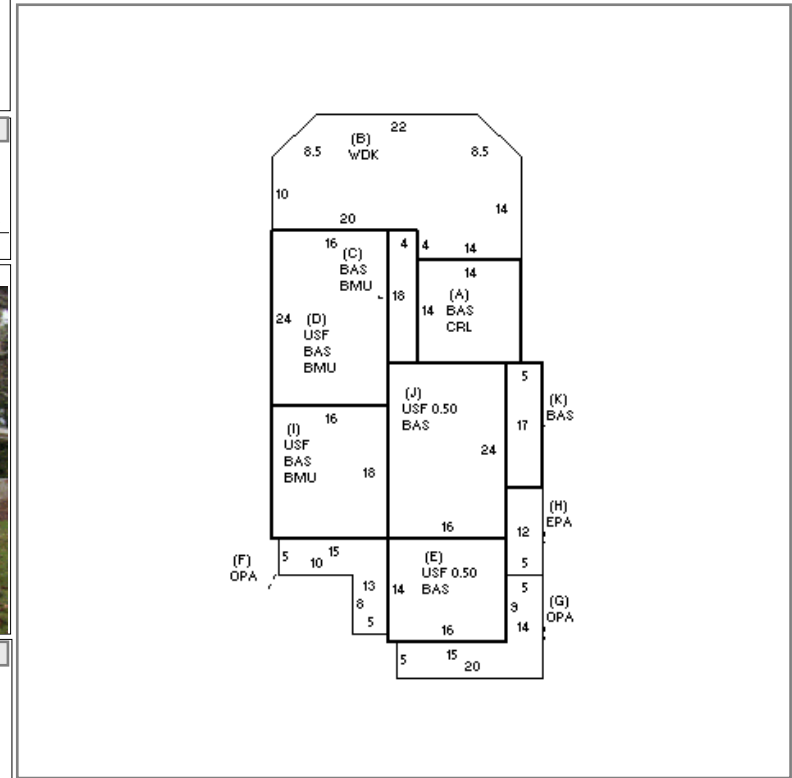 22
(B)
WDK
8.5
8.5
10
14
20
16
4
4
14
(C)
BAS
BMU
14
18
14
(A)
BAS
CRL
24
(D)
USF
BAS
BMU
5
(J)
USF 0.50
BAS
(K)
BAS
16
17
(I)
USF
BAS
BMU
24
18
(H)
EPA
16
12
5
15
10
(E)
USF 0.50
BAS
5
(F)
OPA
13
14
5
(G)
OPA
8
9
5
16
14
5
15
20